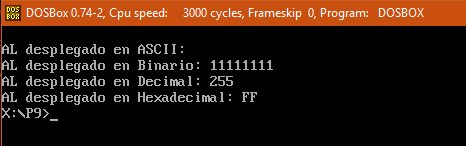 DOSBox 0.74-2, Cpu speed:    3000 cycles, Frameskip  0, Program:   DOSBOX
AL desplegado en ASCII:
AL desplegado en Binario: 11111111
AL desplegado en Decimal: 255
AL desplegado en Hexadecimal: FF
X:\P9>_